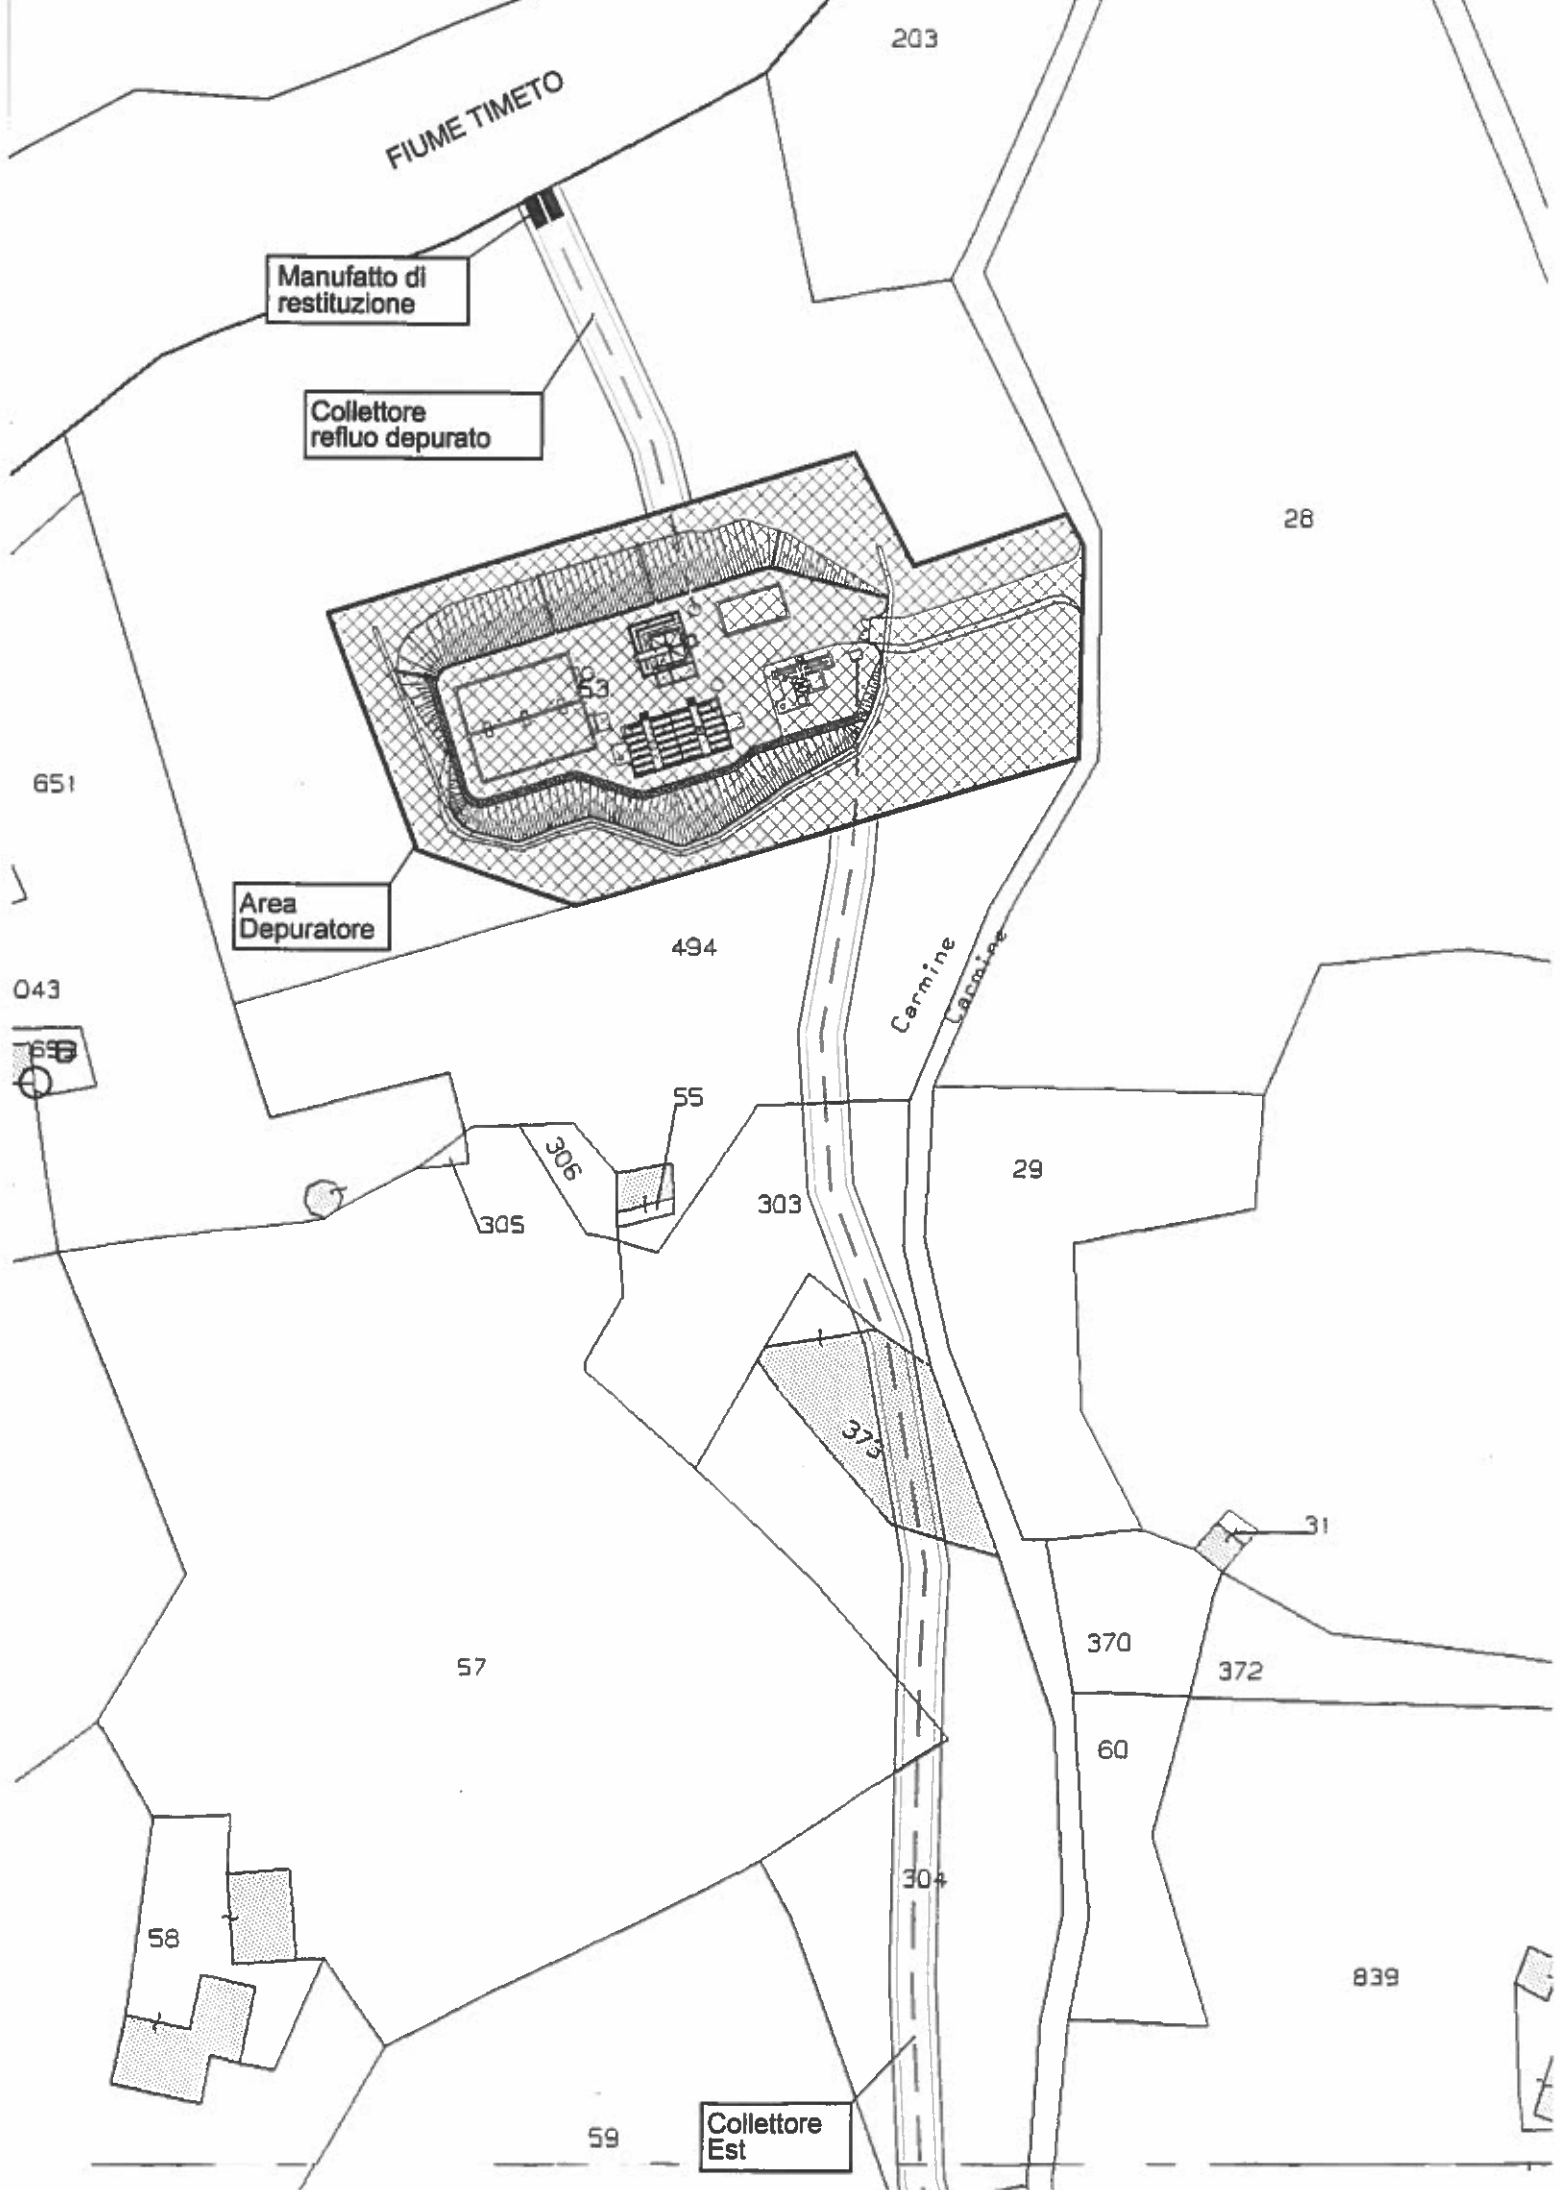 203
FIUME TIMETO
Manufatto di
restituzione
Collettore
refluo depurato
28
53
651
Area
Depuratore
494
043
Carmine
Carmine
55
306
29
303
305
373
31
370
372
57
60
304
58
839
Collettore
Est
59